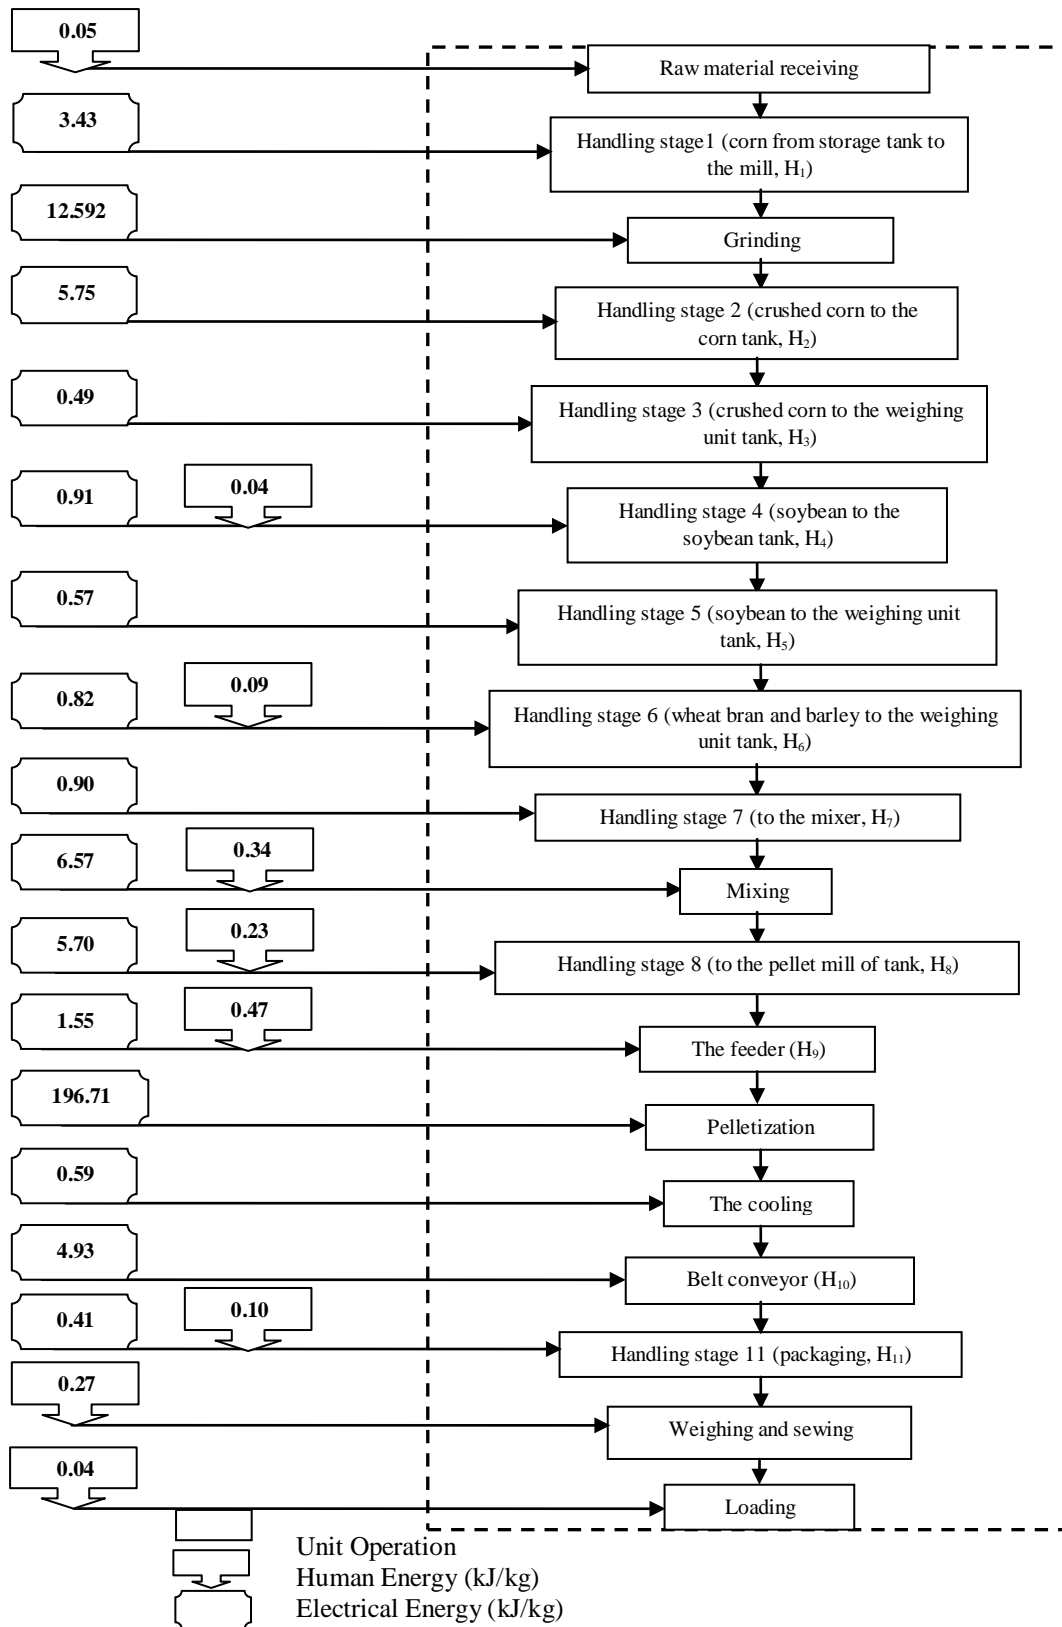 0.05
Raw material receiving
3.43
Handling stage1 (corn from storage tank to
the mill, H₁)
12.592
Grinding
5.75
Handling stage 2 (crushed corn to the
corn tank, H₂)
0.49
Handling stage 3 (crushed corn to the weighing
unit tank, H₃)
0.91
0.04
Handling stage 4 (soybean to the
soybean tank, H₄)
0.57
Handling stage 5 (soybean to the weighing unit
tank, H₅)
0.82
0.09
Handling stage 6 (wheat bran and barley to the weighing
unit tank, H₆)
0.90
Handling stage 7 (to the mixer, H₇)
6.57
0.34
Mixing
5.70
0.23
Handling stage 8 (to the pellet mill of tank, H₈)
1.55
0.47
The feeder (H₉)
196.71
Pelletization
0.59
The cooling
4.93
Belt conveyor (H₁₀)
0.41
0.10
Handling stage 11 (packaging, H₁₁)
0.27
Weighing and sewing
0.04
Loading
Unit Operation
Human Energy (kJ/kg)
Electrical Energy (kJ/kg)